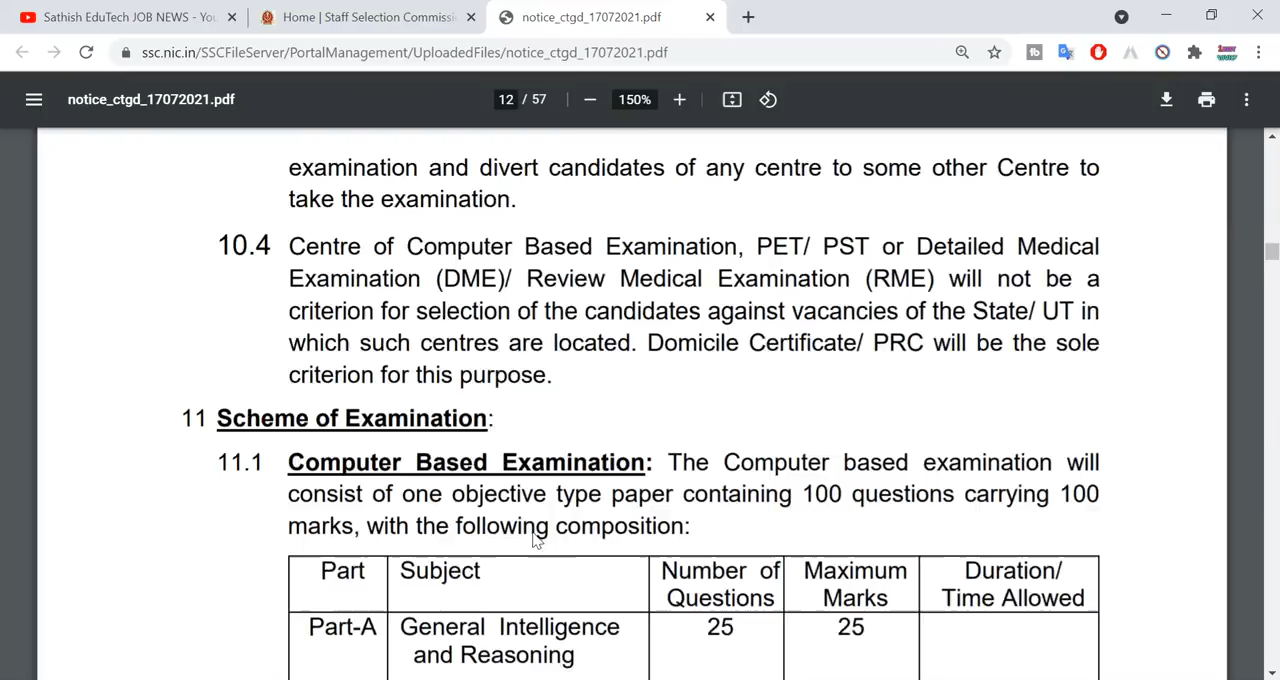 Sathish EduTech JOB NEWS - You
Home | Staff Selection Commissi
notice_ctgd_17072021.pdf
ssc.nic.in/SSCFileServer/PortalManagement/UploadedFiles/notice_ctgd_17072021.pdf
notice_ctgd_17072021.pdf
12 / 57
150%
examination and divert candidates of any centre to some other Centre to
take the examination.
10.4 Centre of Computer Based Examination, PET/ PST or Detailed Medical
Examination (DME)/ Review Medical Examination (RME) will not be a
criterion for selection of the candidates against vacancies of the State/ UT in
which such centres are located. Domicile Certificate/ PRC will be the sole
criterion for this purpose.
11 Scheme of Examination:
11.1 Computer Based Examination: The Computer based examination will
consist of one objective type paper containing 100 questions carrying 100
marks, with the following composition:
Part Subject Number of Questions Maximum Marks Duration/ Time Allowed
Part-A General Intelligence and Reasoning 25 25